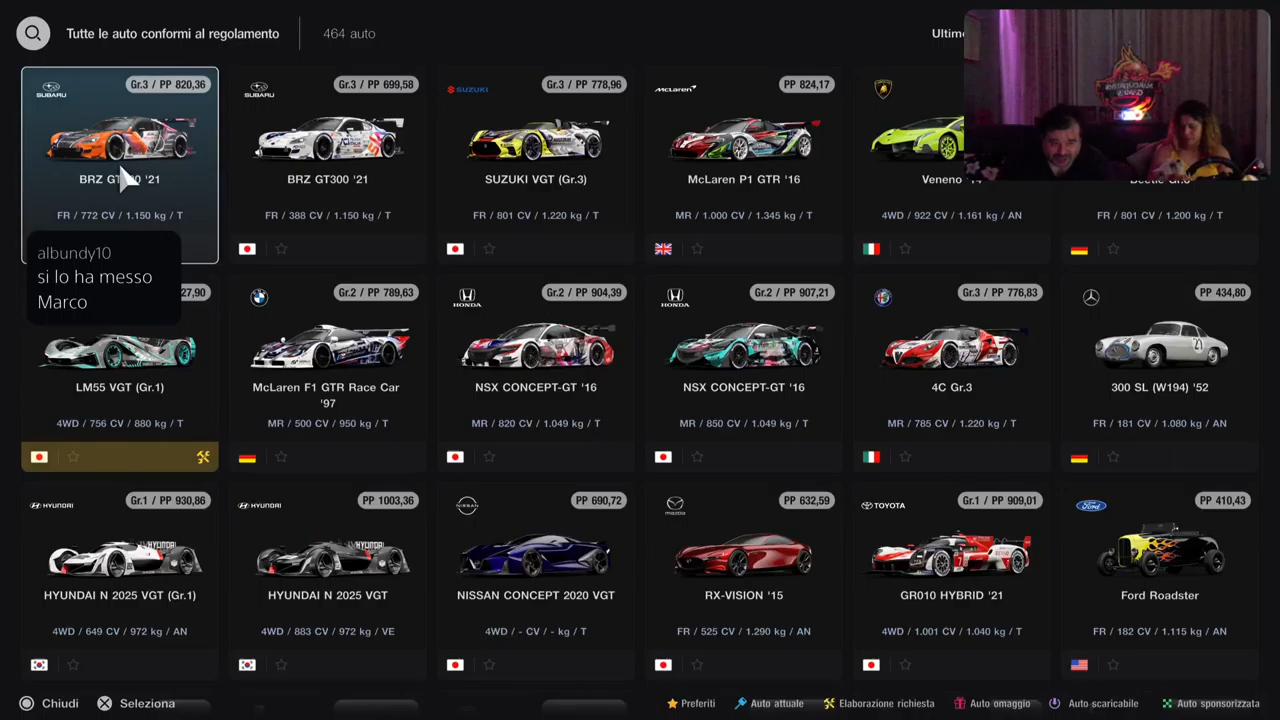 Tutte le auto conformi al regolamento
464 auto
SUBARU
Gr.3 / PP 820,36
BRZ GT300 '21
FR / 772 CV / 1.150 kg / T
SUBARU
Gr.3 / PP 699,58
BRZ GT300 '21
FR / 388 CV / 1.150 kg / T
SUZUKI
Gr.3 / PP 778,96
SUZUKI VGT (Gr.3)
FR / 801 CV / 1.220 kg / T
McLaren
PP 824,17
McLaren P1 GTR '16
MR / 1.000 CV / 1.345 kg / T
Veneno
4WD / 922 CV / 1.161 kg / AN
FR / 801 CV / 1.200 kg / T
albundy10
si lo ha messo
Marco
27,90
LM55 VGT (Gr.1)
4WD / 756 CV / 880 kg / T
Gr.2 / PP 789,63
McLaren F1 GTR Race Car
'97
MR / 500 CV / 950 kg / T
HONDA
Gr.2 / PP 904,39
NSX CONCEPT-GT '16
MR / 820 CV / 1.049 kg / T
HONDA
Gr.2 / PP 907,21
NSX CONCEPT-GT '16
MR / 850 CV / 1.049 kg / T
Gr.3 / PP 776,83
4C Gr.3
MR / 785 CV / 1.220 kg / T
PP 434,80
300 SL (W194) '52
FR / 181 CV / 1.080 kg / AN
HYUNDAI
Gr.1 / PP 930,86
HYUNDAI N 2025 VGT (Gr.1)
4WD / 649 CV / 972 kg / AN
HYUNDAI
PP 1003,36
HYUNDAI N 2025 VGT
4WD / 883 CV / 972 kg / VE
NISSAN
PP 690,72
NISSAN CONCEPT 2020 VGT
4WD / - CV / - kg / T
mazda
PP 632,59
RX-VISION '15
FR / 525 CV / 1.290 kg / AN
TOYOTA
Gr.1 / PP 909,01
GR010 HYBRID '21
4WD / 1.001 CV / 1.040 kg / T
Ford
PP 410,43
Ford Roadster
FR / 182 CV / 1.115 kg / AN
Chiudi
Seleziona
Preferiti
Auto attuale
Elaborazione richiesta
Auto omaggio
Auto scaricabile
Auto sponsorizzata